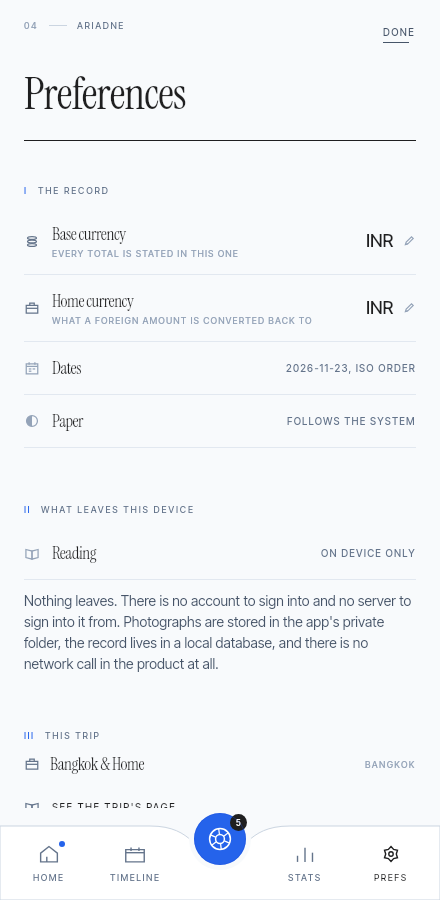 04 ARIADNE
DONE
Preferences
I THE RECORD
Base currency
EVERY TOTAL IS STATED IN THIS ONE
INR
Home currency
WHAT A FOREIGN AMOUNT IS CONVERTED BACK TO
INR
Dates
2026-11-23, ISO ORDER
Paper
FOLLOWS THE SYSTEM
II WHAT LEAVES THIS DEVICE
Reading
ON DEVICE ONLY
Nothing leaves. There is no account to sign into and no server to
sign into it from. Photographs are stored in the app's private
folder, the record lives in a local database, and there is no
network call in the product at all.
III THIS TRIP
Bangkok & Home
BANGKOK
SEE THE TRIP'S PAGE
5
HOME
TIMELINE
STATS
PREFS